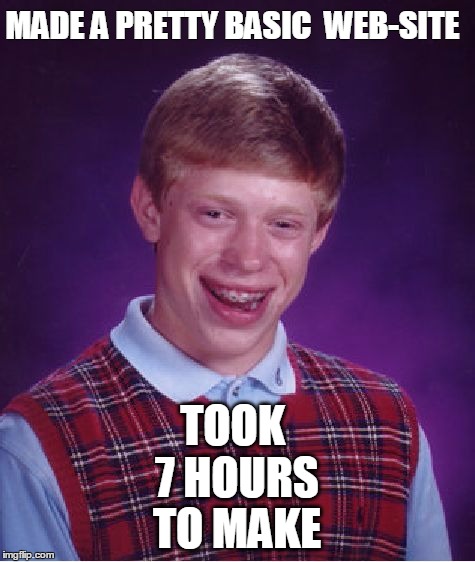 MADE A PRETTY BASIC WEB-SITE
TOOK
7 HOURS
TO MAKE
imgflip.com